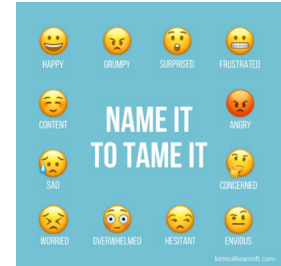 HAPPY GRUMPY SURPRISED FRUSTRATED
CONTENT ANGRY
NAME IT
TO TAME IT
SAD CONCERNED
WORRIED OVERWHELMED HESITANT ENVIOUS
kimsullivanmft.com